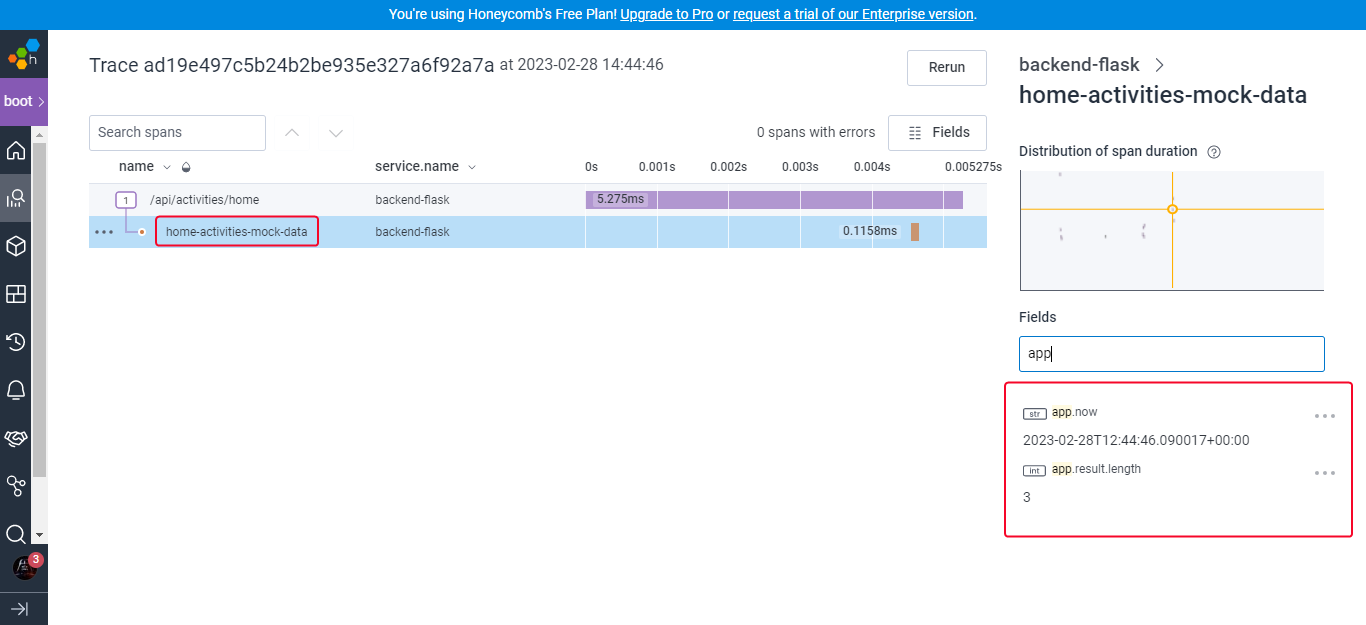 You're using Honeycomb's Free Plan! Upgrade to Pro or request a trial of our Enterprise version.
h
boot
3
Trace ad19e497c5b24b2be935e327a6f92a7a at 2023-02-28 14:44:46
Rerun
Search spans
0 spans with errors
Fields
name
service.name
0s
0.001s
0.002s
0.003s
0.004s
0.005275s
1
/api/activities/home
backend-flask
5.275ms
home-activities-mock-data
backend-flask
0.1158ms
backend-flask
home-activities-mock-data
Distribution of span duration
?
Fields
app
str app.now
2023-02-28T12:44:46.090017+00:00
int app.result.length
3